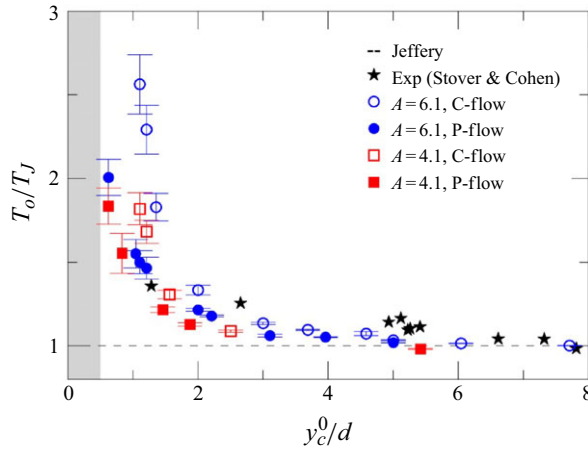 3
2
1
T_o/T_J
-- Jeffery
★ Exp (Stover & Cohen)
A = 6.1, C-flow
A = 6.1, P-flow
A = 4.1, C-flow
A = 4.1, P-flow
0 2 4 6 8
y_c^0/d